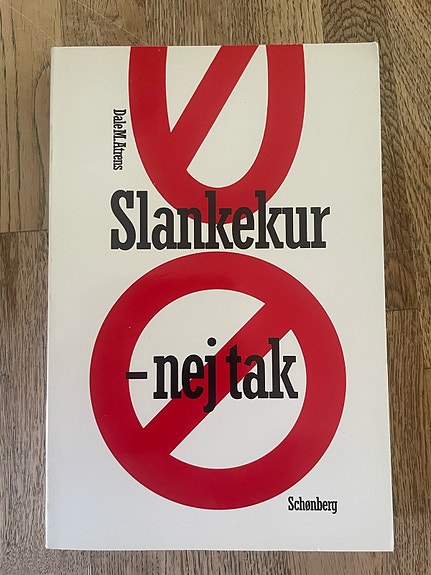 Dale M. Atrens
Slankekur
– nej tak
Schønberg